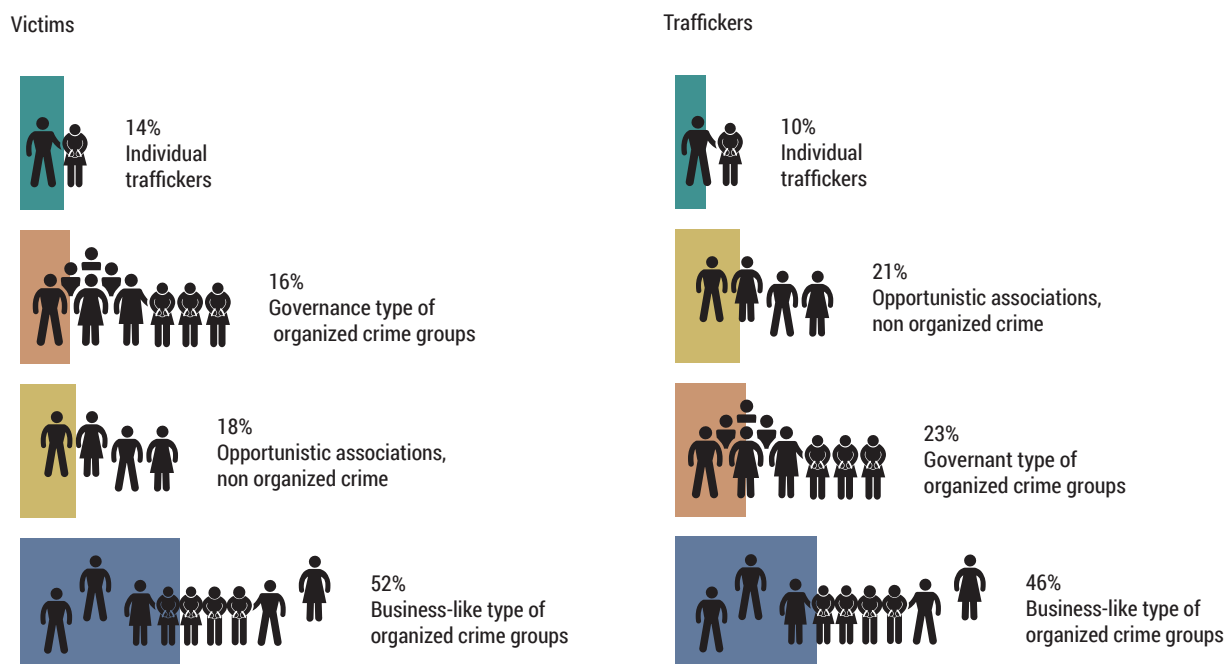 Victims
14%
Individual
traffickers
16%
Governance type of
organized crime groups
18%
Opportunistic associations,
non organized crime
52%
Business-like type of
organized crime groups
Traffickers
10%
Individual
traffickers
21%
Opportunistic associations,
non organized crime
23%
Governant type of
organized crime groups
46%
Business-like type of
organized crime groups